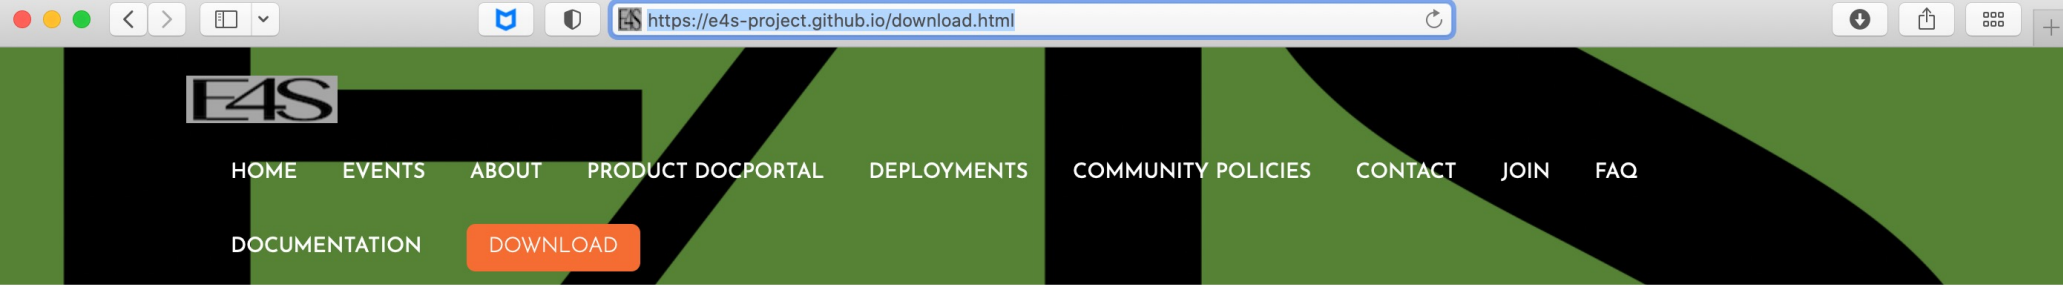 https://e4s-project.github.io/download.html
E4S
HOME EVENTS ABOUT PRODUCT DOCPORTAL DEPLOYMENTS COMMUNITY POLICIES CONTACT JOIN FAQ
DOCUMENTATION DOWNLOAD